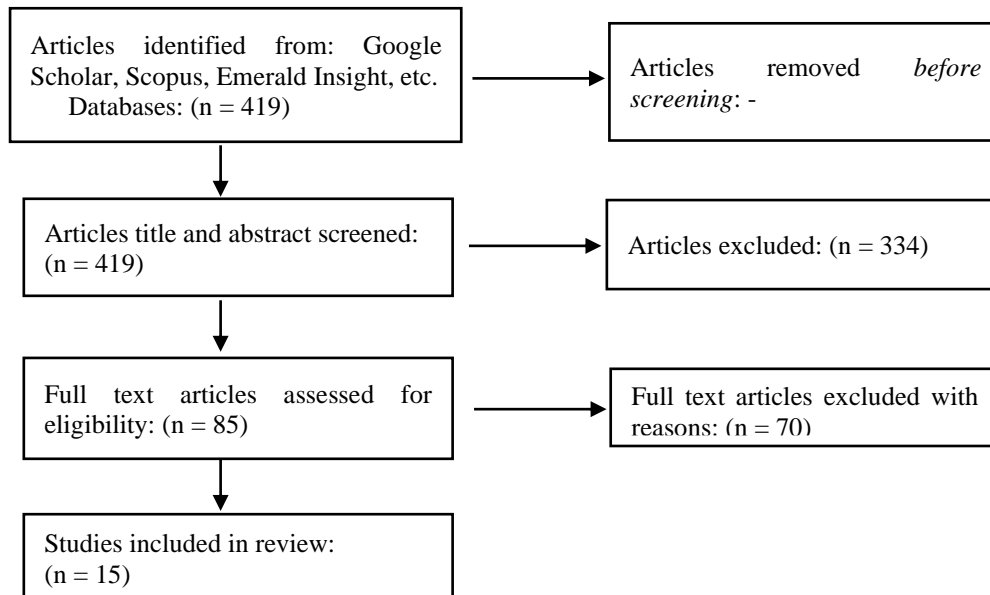 Articles identified from: Google
Scholar, Scopus, Emerald Insight, etc.
Databases: (n = 419)
Articles removed before
screening: -
Articles title and abstract screened:
(n = 419)
Articles excluded: (n = 334)
Full text articles assessed for
eligibility: (n = 85)
Full text articles excluded with
reasons: (n = 70)
Studies included in review:
(n = 15)